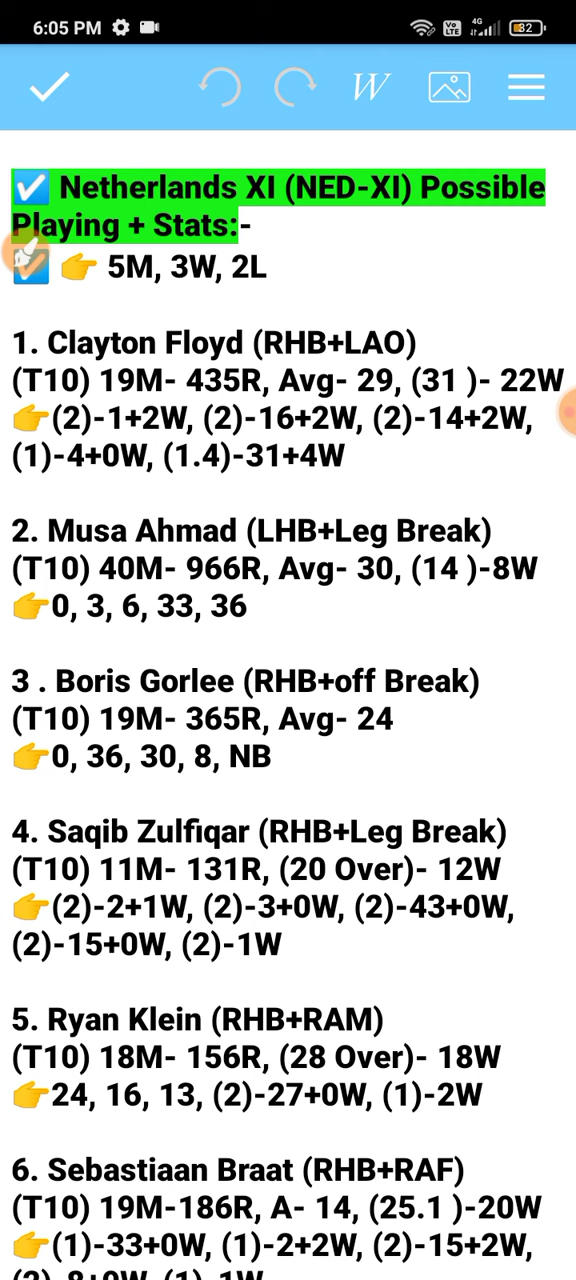 6:05 PM
Vo LTE
4G
82
W
✅ Netherlands XI (NED-XI) Possible
Playing + Stats:-
☑ 👉 5M, 3W, 2L
1. Clayton Floyd (RHB+LAO)
(T10) 19M- 435R, Avg- 29, (31 )- 22W
👉(2)-1+2W, (2)-16+2W, (2)-14+2W,
(1)-4+0W, (1.4)-31+4W
2. Musa Ahmad (LHB+Leg Break)
(T10) 40M- 966R, Avg- 30, (14 )-8W
👉0, 3, 6, 33, 36
3 . Boris Gorlee (RHB+off Break)
(T10) 19M- 365R, Avg- 24
👉0, 36, 30, 8, NB
4. Saqib Zulfiqar (RHB+Leg Break)
(T10) 11M- 131R, (20 Over)- 12W
👉(2)-2+1W, (2)-3+0W, (2)-43+0W,
(2)-15+0W, (2)-1W
5. Ryan Klein (RHB+RAM)
(T10) 18M- 156R, (28 Over)- 18W
👉24, 16, 13, (2)-27+0W, (1)-2W
6. Sebastiaan Braat (RHB+RAF)
(T10) 19M-186R, A- 14, (25.1 )-20W
👉(1)-33+0W, (1)-2+2W, (2)-15+2W,